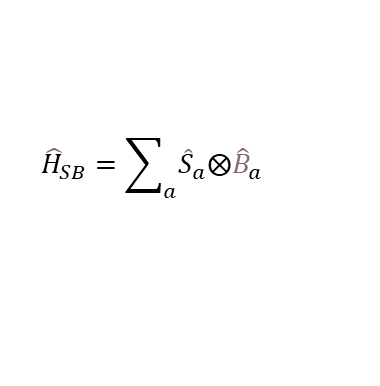 Ĥ_SB = ∑_a Ŝ_a ⊗ B̂_a